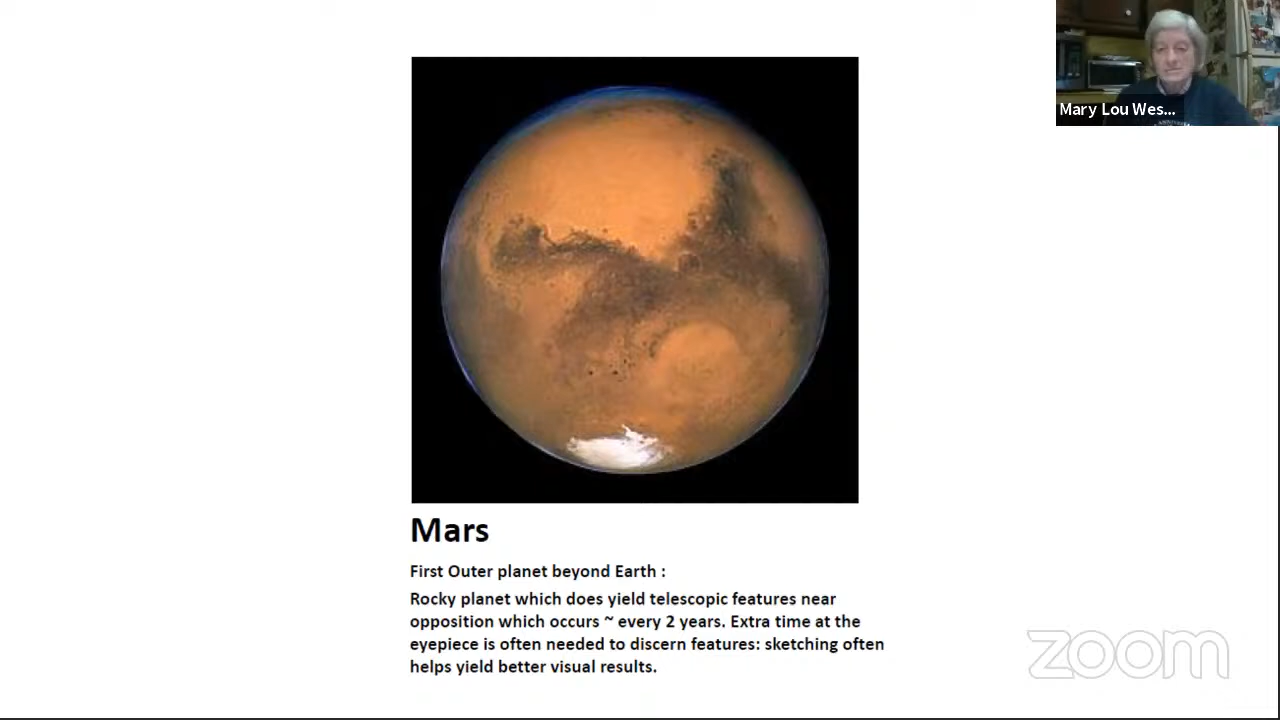 Mary Lou Wes...
Mars
First Outer planet beyond Earth :
Rocky planet which does yield telescopic features near
opposition which occurs ~ every 2 years. Extra time at the
eyepiece is often needed to discern features: sketching often
helps yield better visual results.
zoom